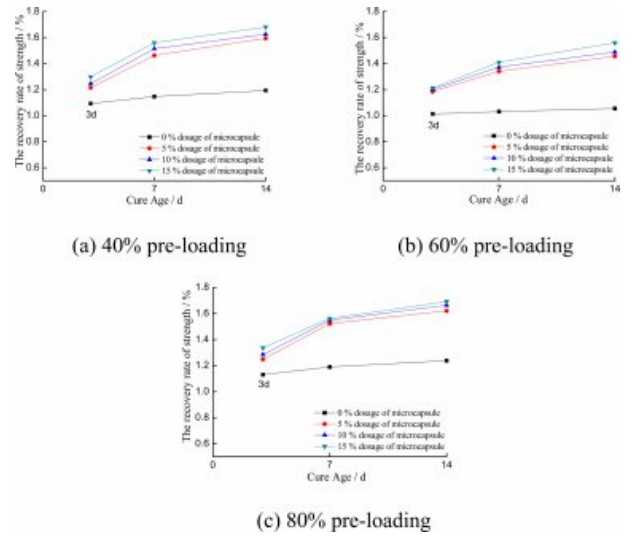 The recovery rate of strength / %
1.8
1.6
1.4
1.2
1.0
0.8
0.6
3d
0 % dosage of microcapsule
5 % dosage of microcapsule
10 % dosage of microcapsule
15 % dosage of microcapsule
0
7
14
Cure Age / d
(a) 40% pre-loading
The recovery rate of strength / %
1.8
1.6
1.4
1.2
1.0
0.8
0.6
3d
0 % dosage of microcapsule
5 % dosage of microcapsule
10 % dosage of microcapsule
15 % dosage of microcapsule
0
7
14
Cure Age / d
(b) 60% pre-loading
The recovery rate of strength / %
1.8
1.6
1.4
1.2
1.0
0.8
0.6
3d
0 % dosage of microcapsule
5 % dosage of microcapsule
10 % dosage of microcapsule
15 % dosage of microcapsule
0
7
14
Cure Age / d
(c) 80% pre-loading